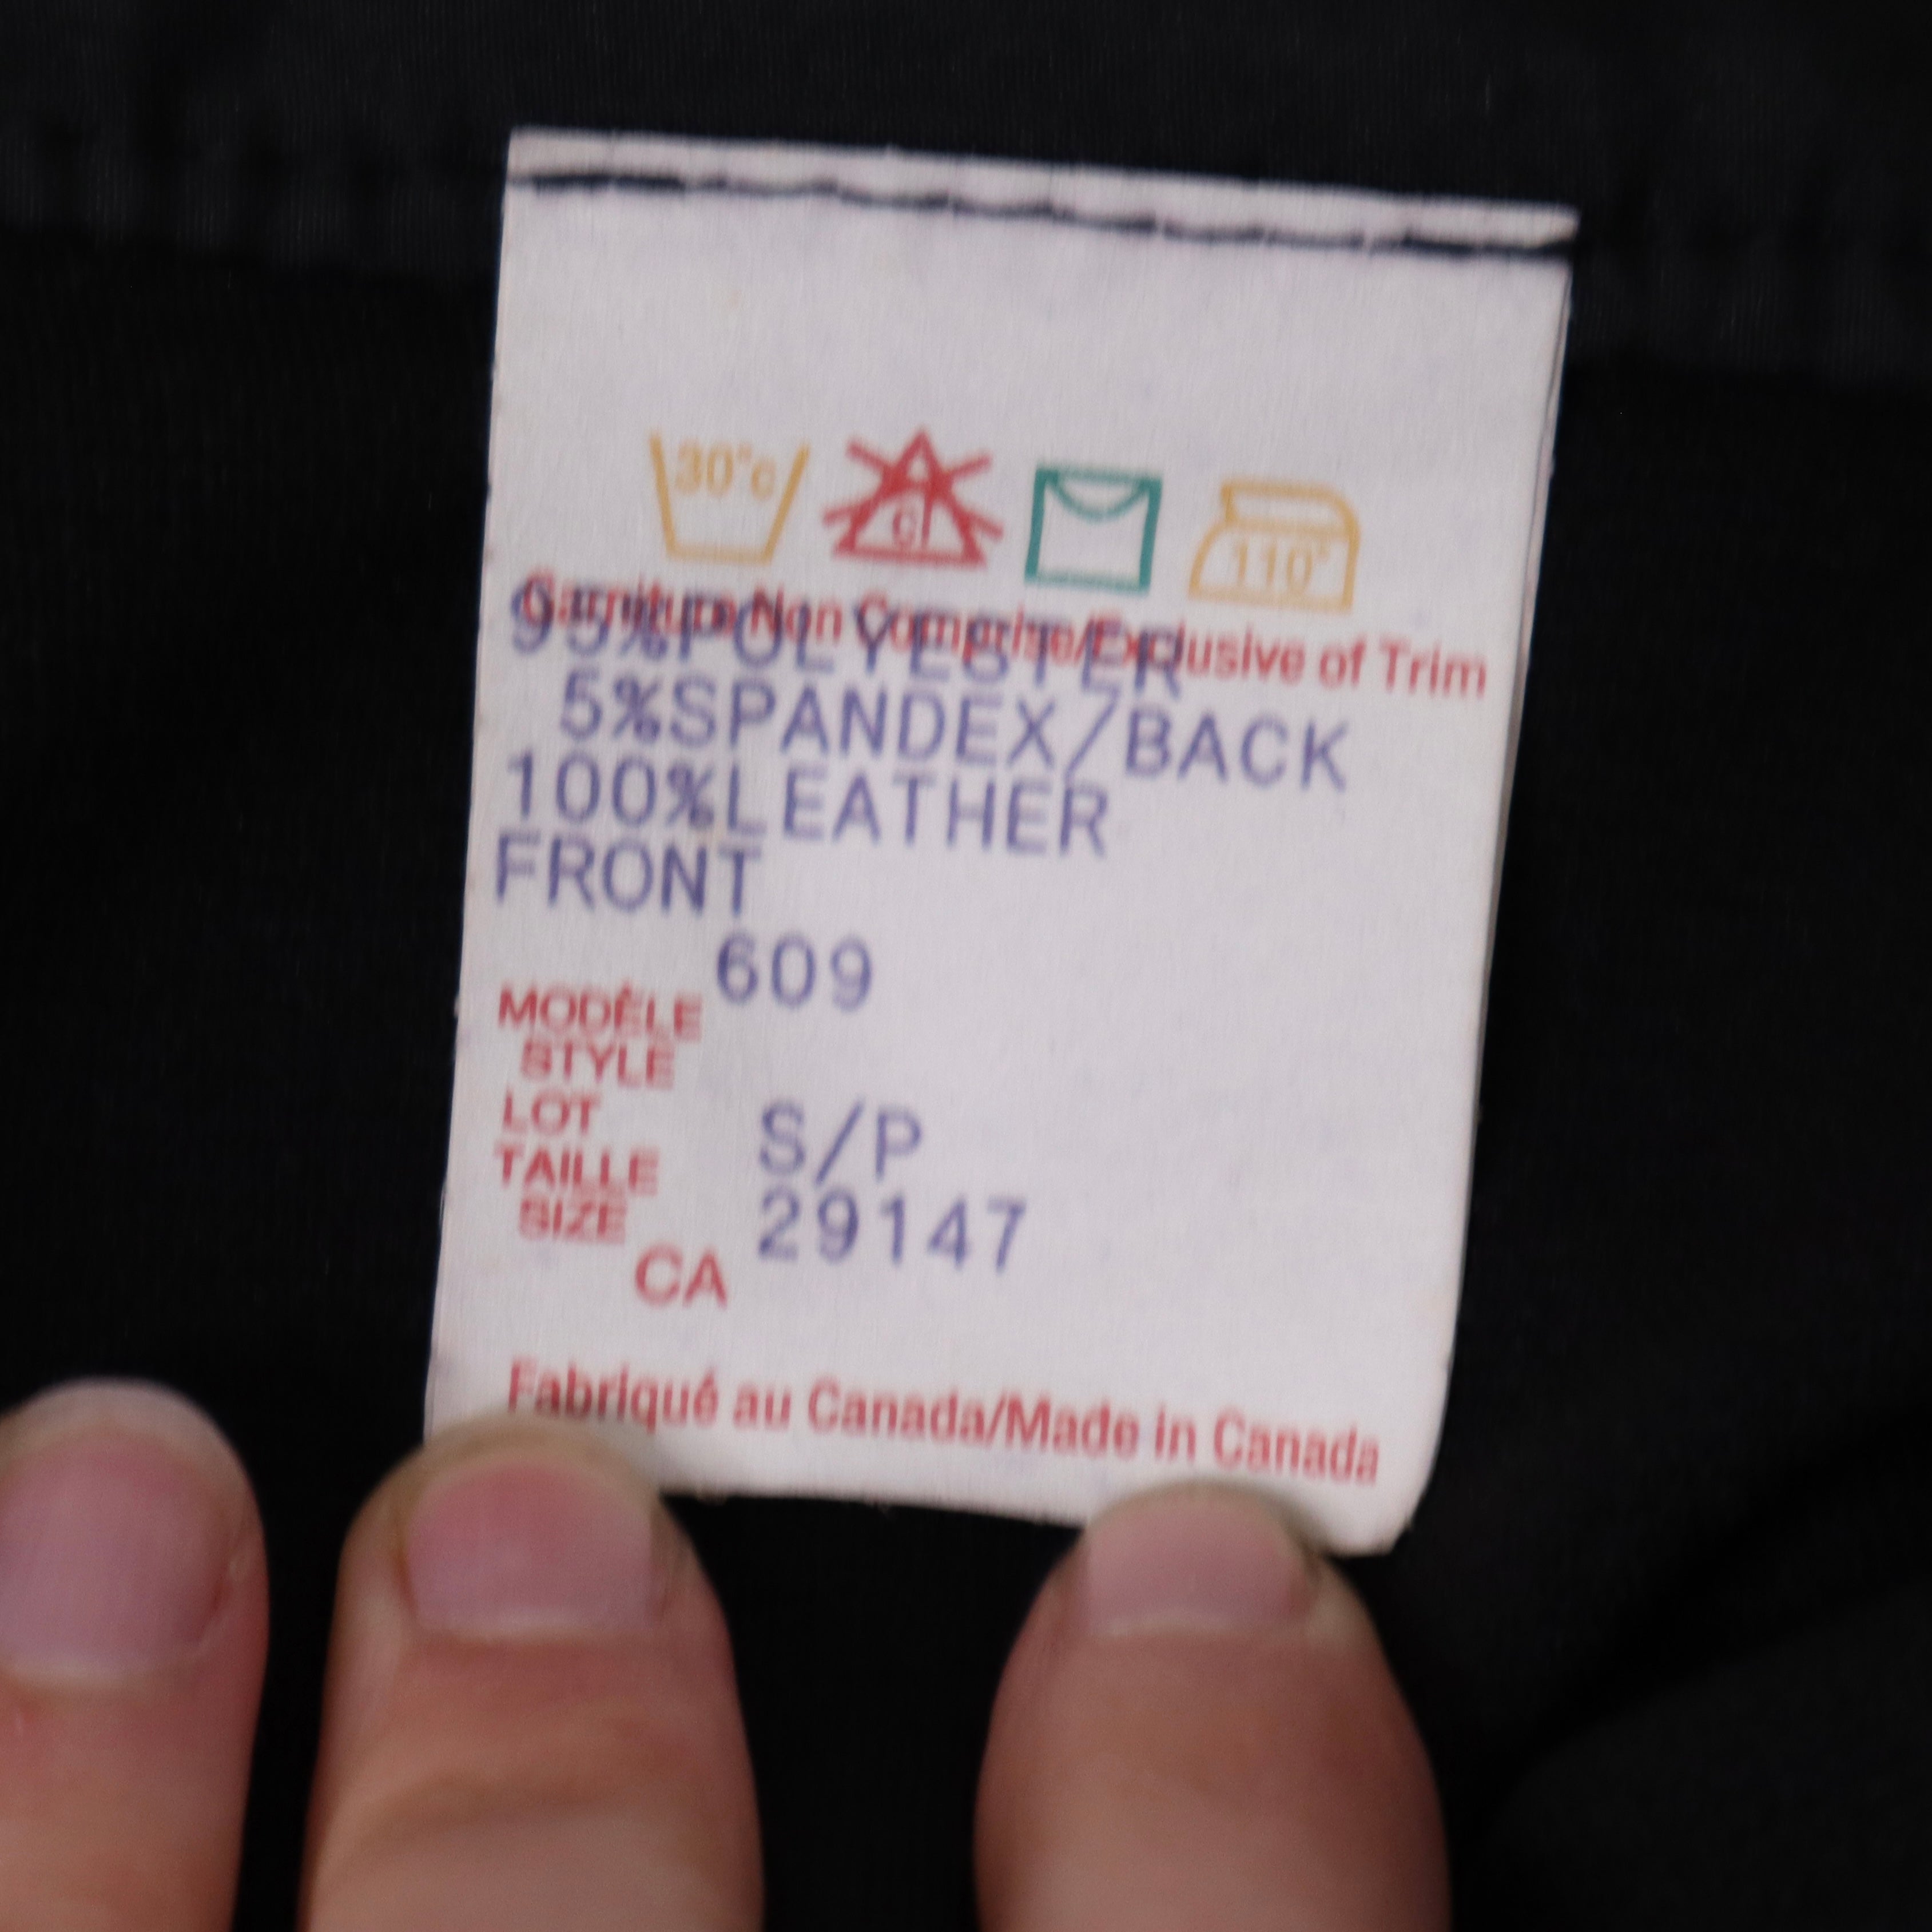 30°c
Cl
110°
Garniture Non Comprise/Exclusive of Trim
95%POLYESTER
5%SPANDEX/BACK
100%LEATHER
FRONT
609
MODÈLE
STYLE
LOT
S/P
TAILLE
SIZE
29147
CA
Fabriqué au Canada/Made in Canada